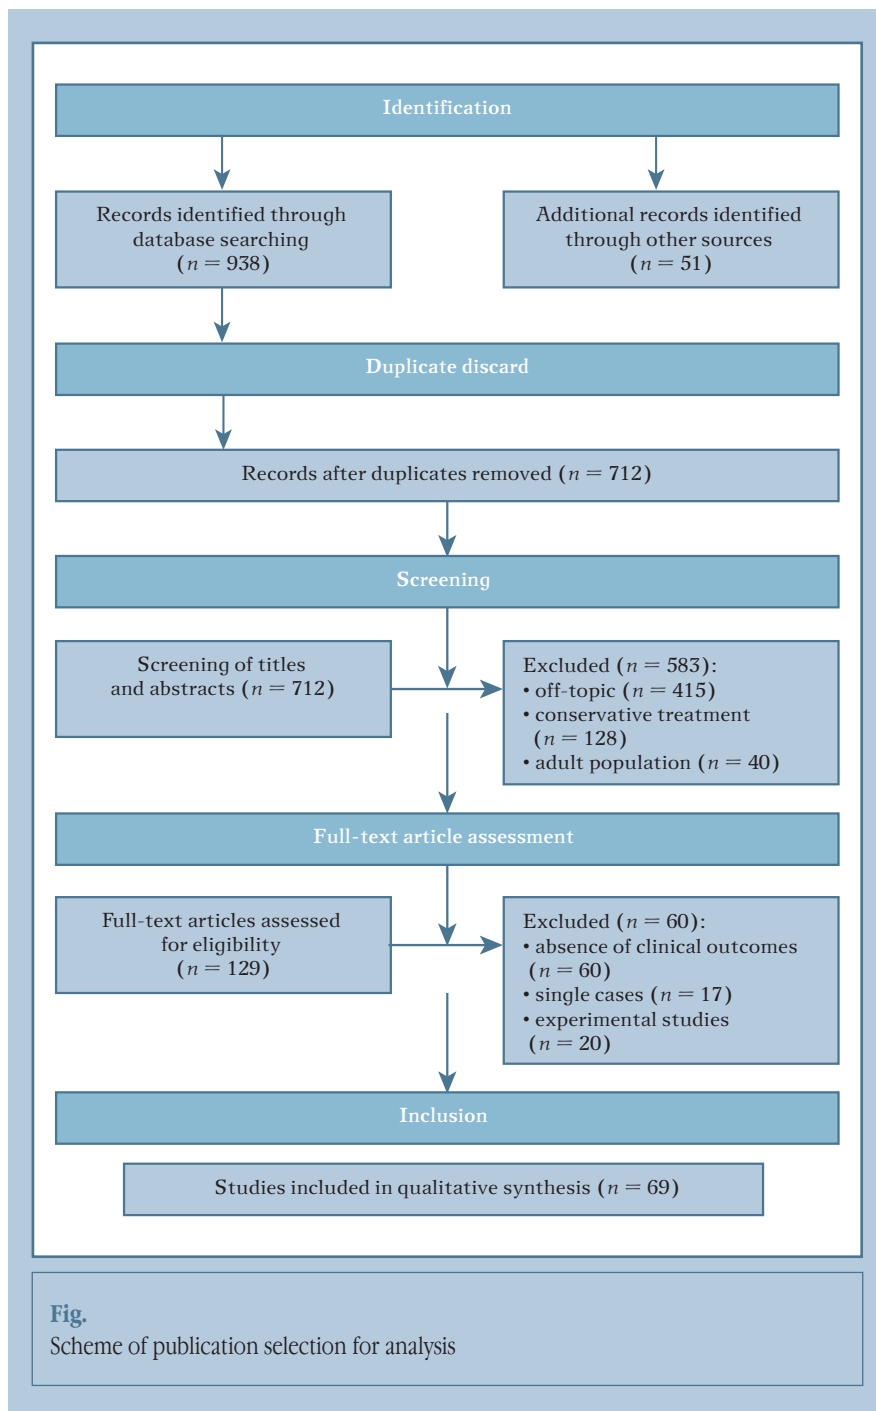 Identification
Records identified through
database searching
(n = 938)
Additional records identified
through other sources
(n = 51)
Duplicate discard
Records after duplicates removed (n = 712)
Screening
Screening of titles
and abstracts (n = 712)
Excluded (n = 583):
• off-topic (n = 415)
• conservative treatment
(n = 128)
• adult population (n = 40)
Full-text article assessment
Full-text articles assessed
for eligibility
(n = 129)
Excluded (n = 60):
• absence of clinical outcomes
(n = 60)
• single cases (n = 17)
• experimental studies
(n = 20)
Inclusion
Studies included in qualitative synthesis (n = 69)
Fig.
Scheme of publication selection for analysis